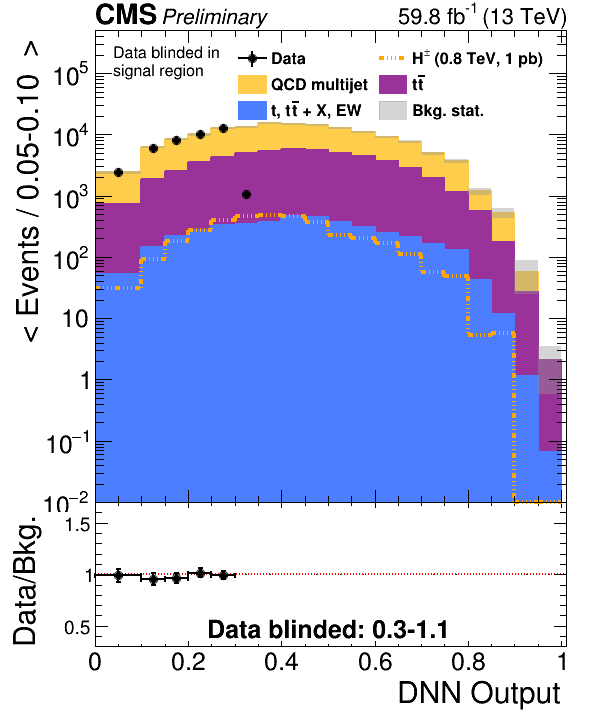 CMS Preliminary 59.8 fb⁻¹ (13 TeV)
Data blinded in
signal region
Data
H± (0.8 TeV, 1 pb)
QCD multijet
tt̄
t, tt̄ + X, EW
Bkg. stat.
< Events / 0.05-0.10 >
10⁵
10⁴
10³
10²
10
1
10⁻¹
10⁻²
Data/Bkg.
1.5
1
0.5
Data blinded: 0.3-1.1
0 0.2 0.4 0.6 0.8 1
DNN Output